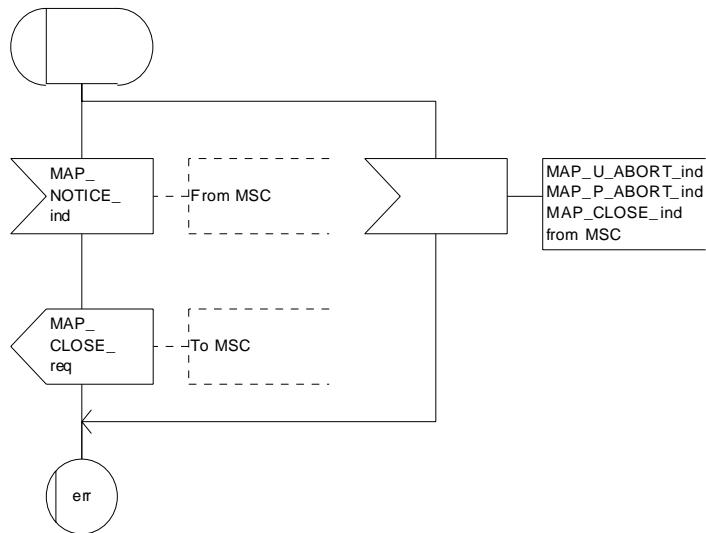 MAP_
NOTICE_
ind
From MSC
MAP_U_ABORT_ind
MAP_P_ABORT_ind
MAP_CLOSE_ind
from MSC
MAP_
CLOSE_
req
To MSC
err